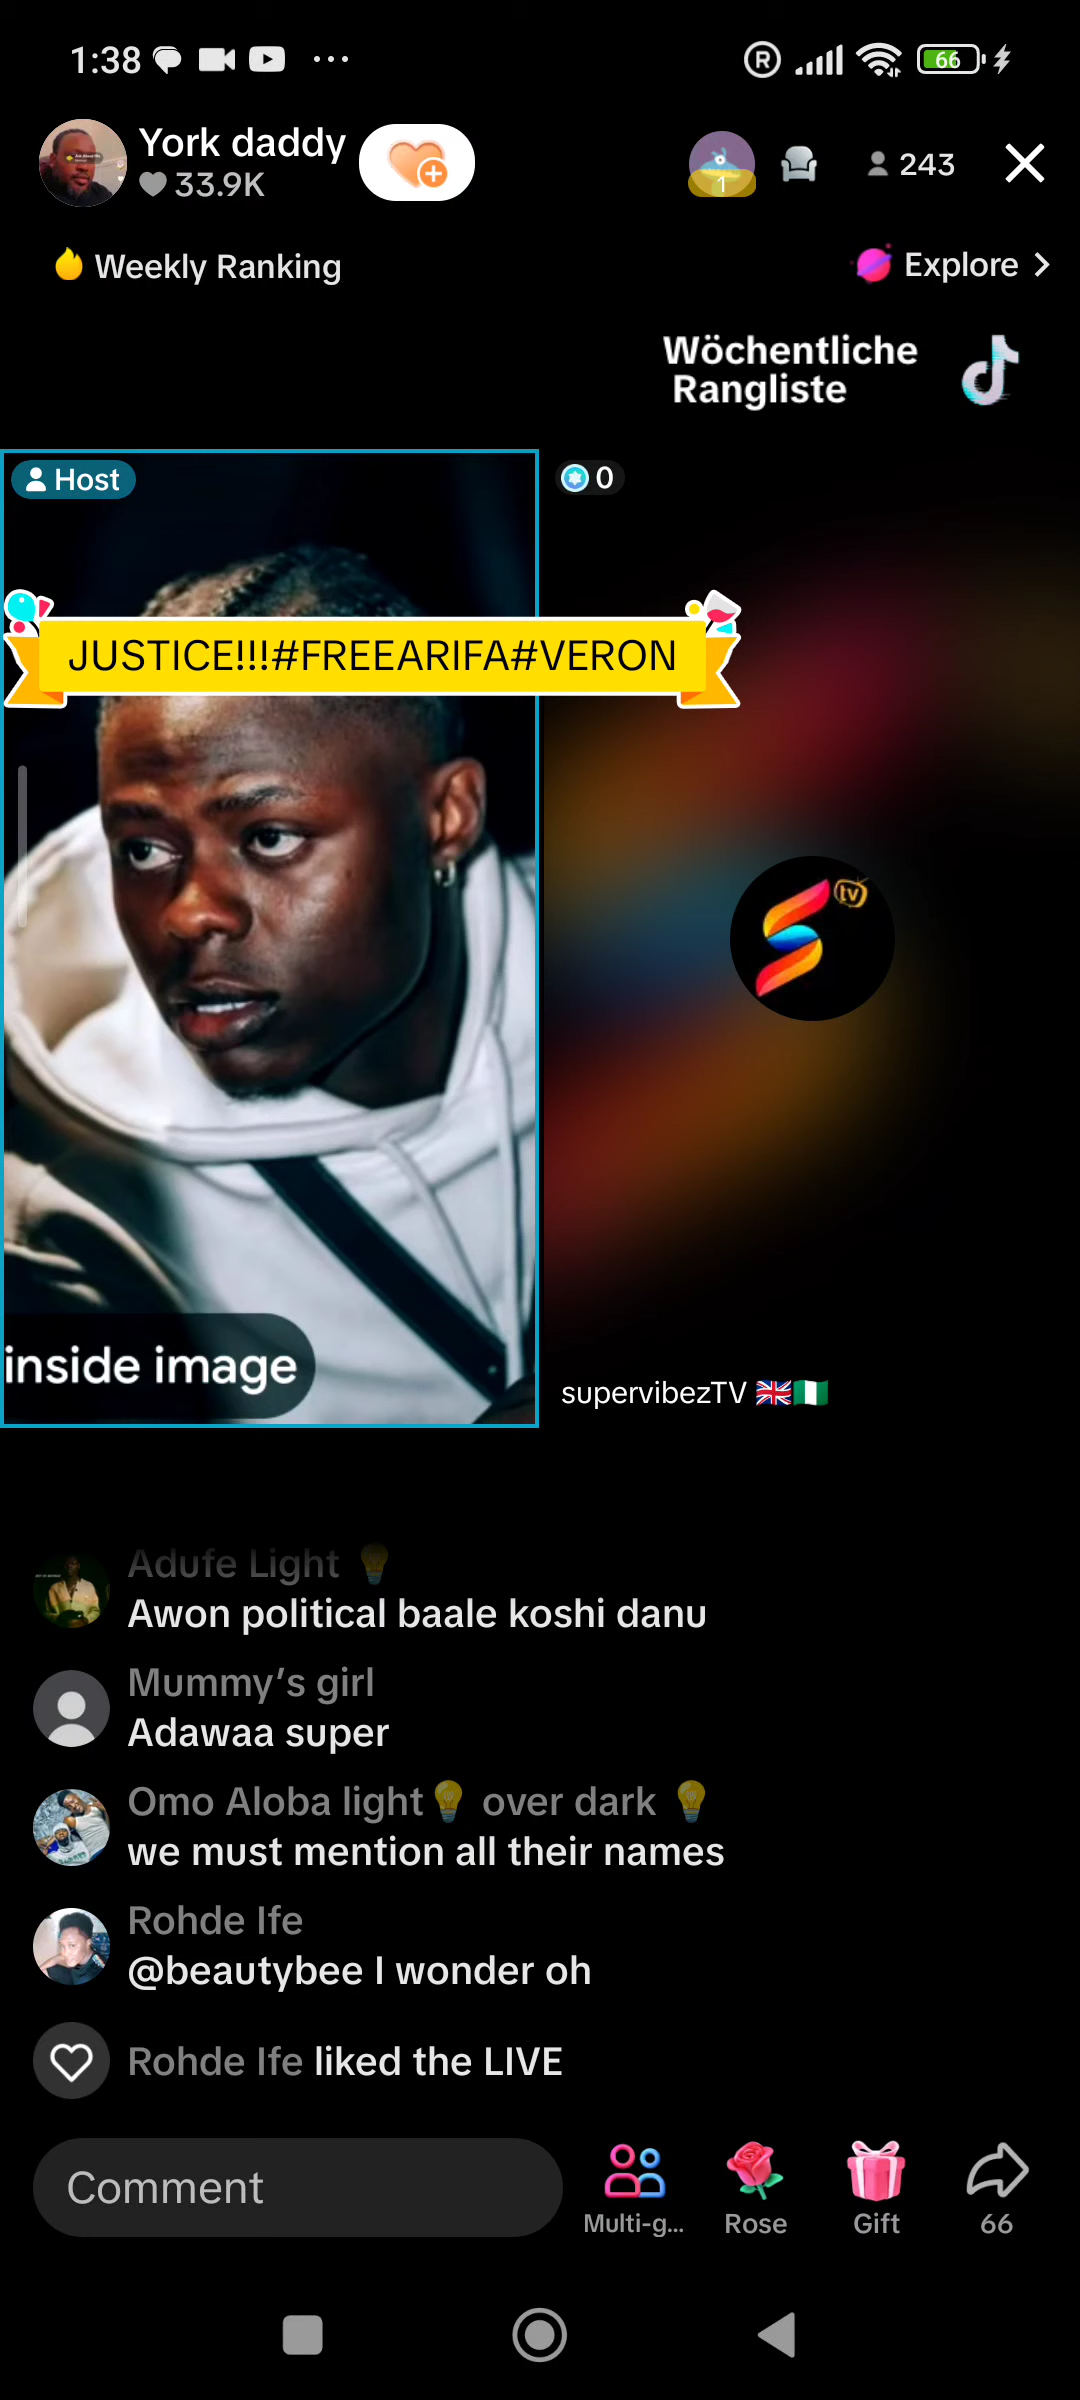 1:38
R
66
York daddy
33.9K
1
243
Weekly Ranking
Explore
Wöchentliche
Rangliste
Host
0
JUSTICE!!!#FREEARIFA#VERON
tv
inside image
supervibezTV 🇬🇧🇳🇬
Adufe Light 💡
Awon political baale koshi danu
Mummy’s girl
Adawaa super
Omo Aloba light💡 over dark 💡
we must mention all their names
Rohde Ife
@beautybee I wonder oh
Rohde Ife liked the LIVE
Comment
Multi-g...
Rose
Gift
66